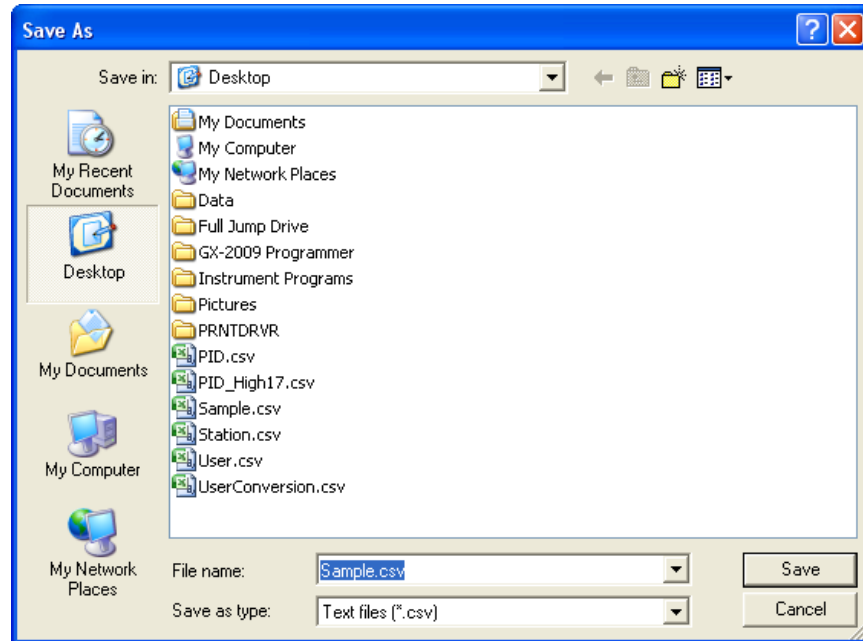 Save As
Save in: Desktop
My Recent
Documents
Desktop
My Documents
My Computer
My Network
Places
My Documents
My Computer
My Network Places
Data
Full Jump Drive
GX-2009 Programmer
Instrument Programs
Pictures
PRNTDRVR
PID.csv
PID_High17.csv
Sample.csv
Station.csv
User.csv
UserConversion.csv
File name: Sample.csv Save
Save as type: Text files (*.csv) Cancel